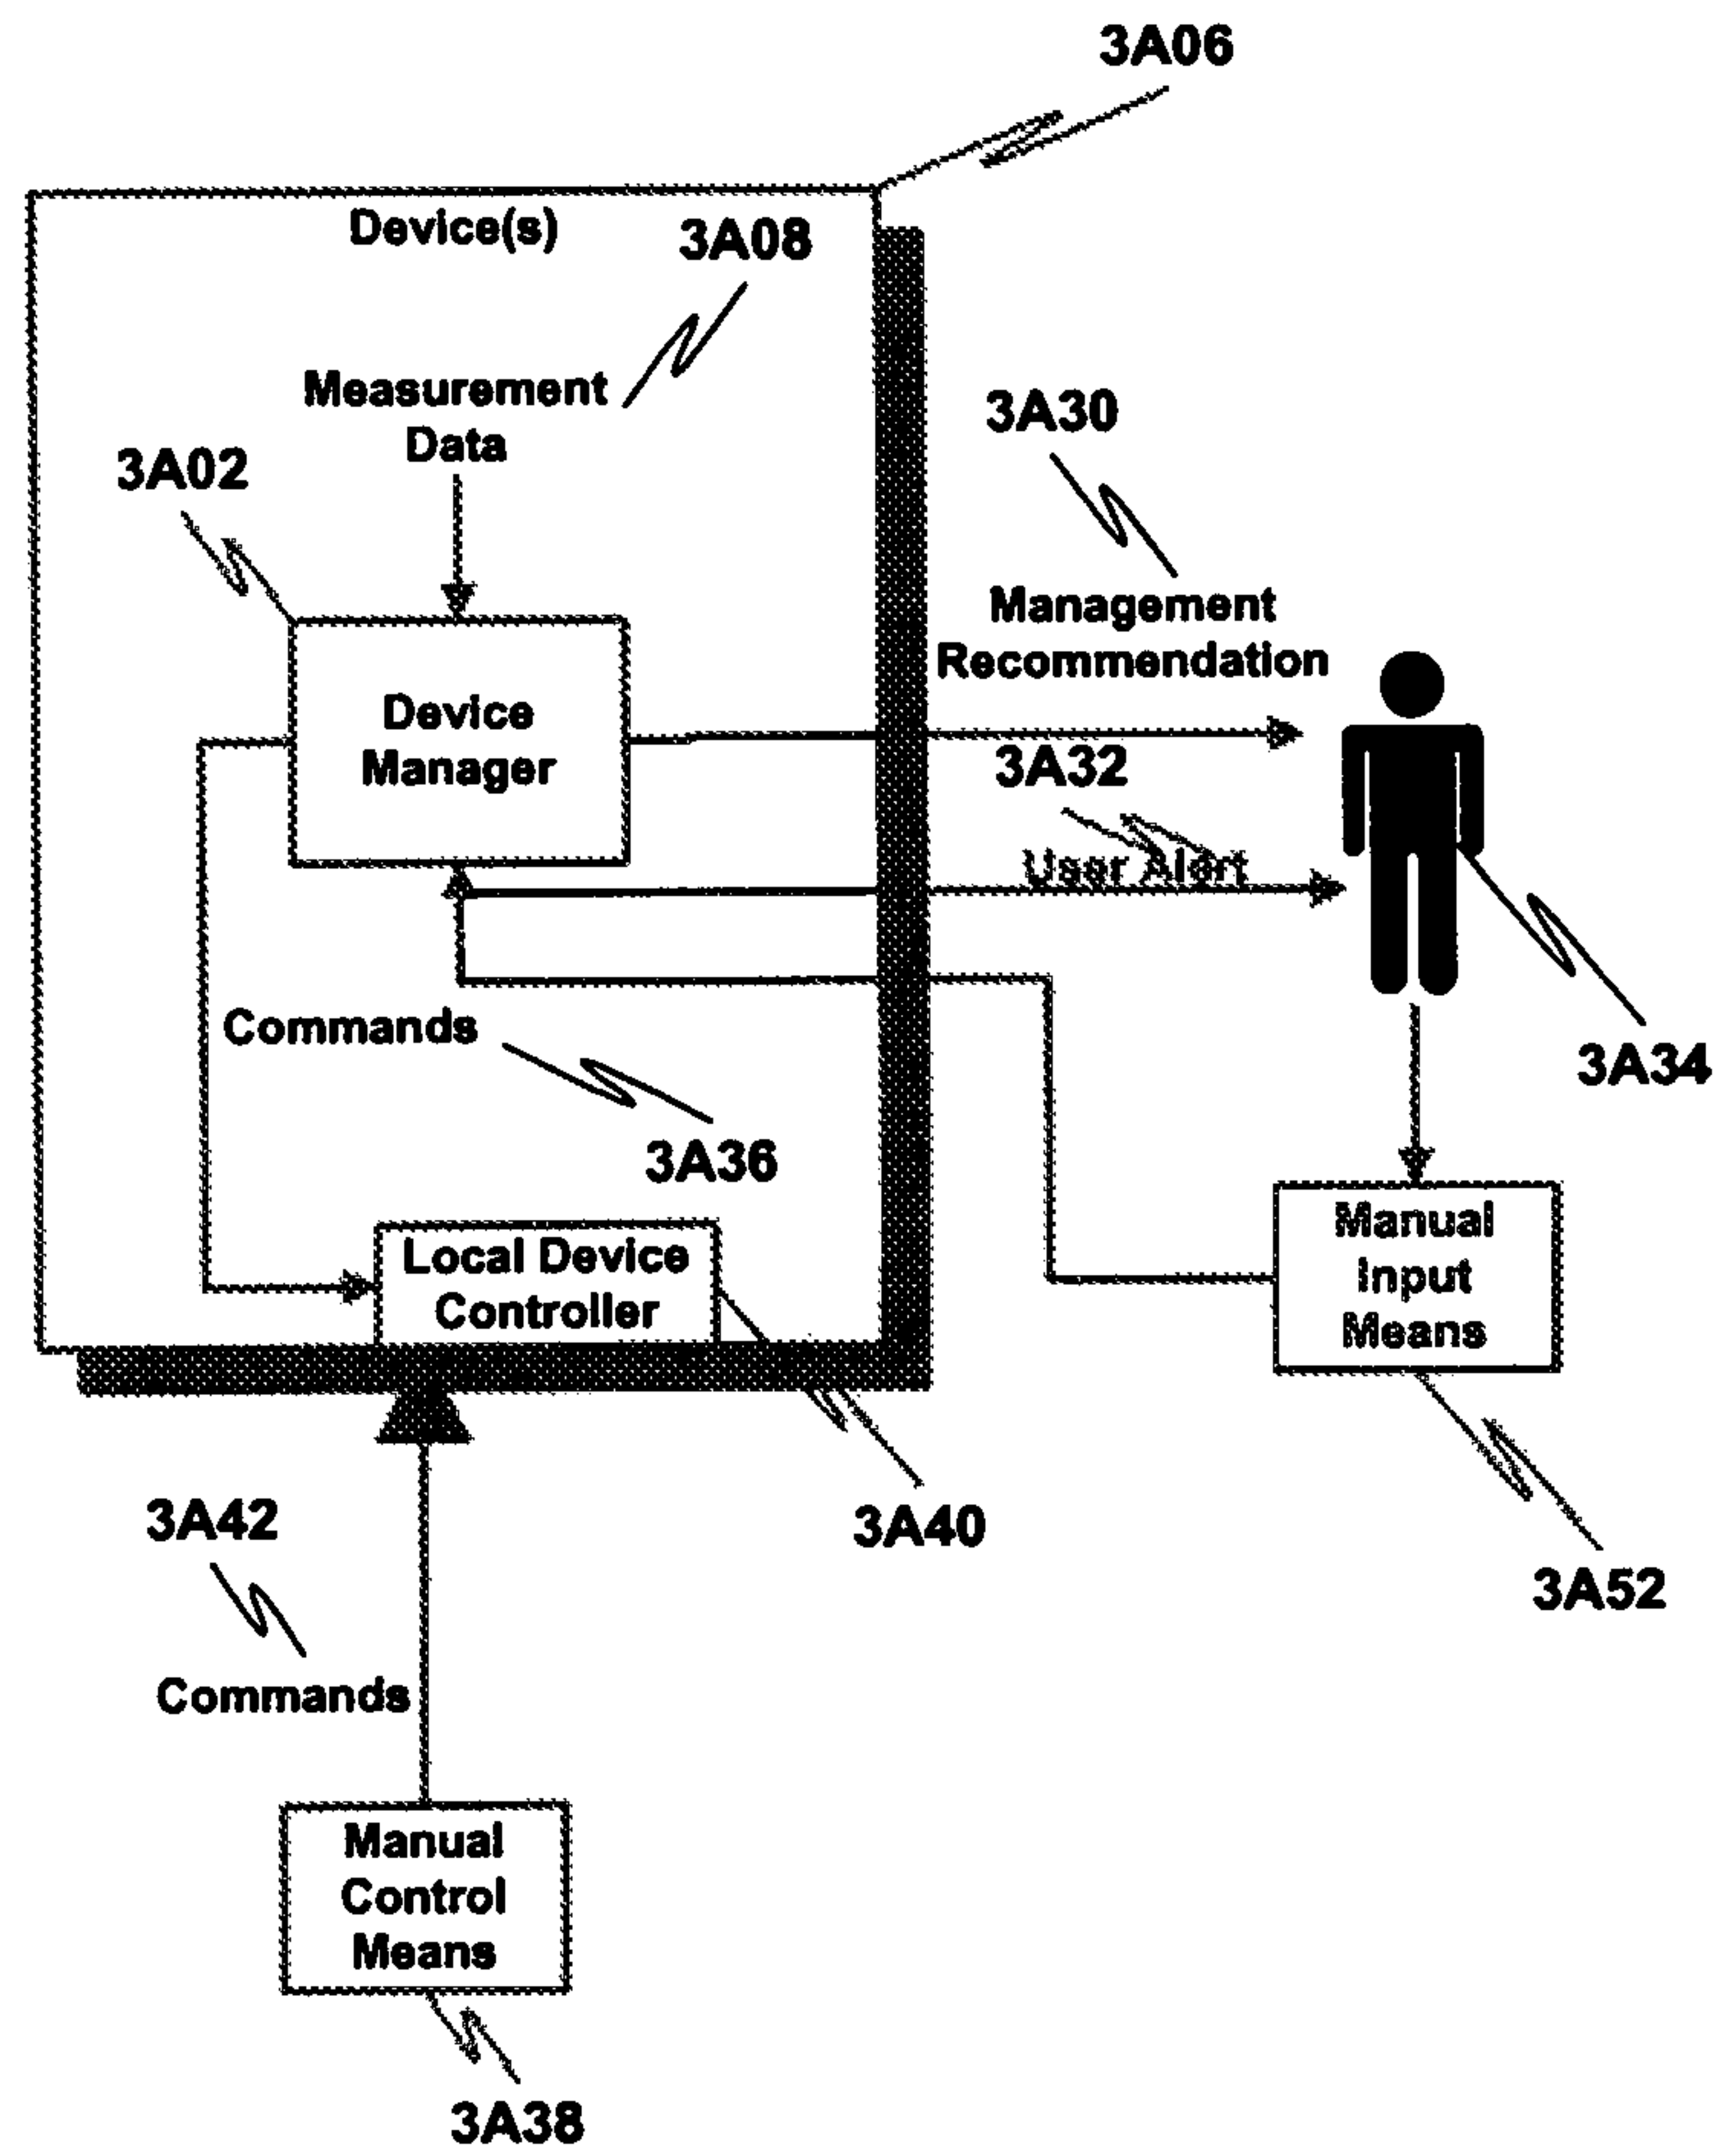 3A06
Device(s)
3A08
Measurement
Data
3A02
3A30
Management
Recommendation
Device
Manager
3A32
User Alert
3A34
Commands
3A36
Local Device
Controller
Manual
Input
Means
3A40
3A52
3A42
Commands
Manual
Control
Means
3A38